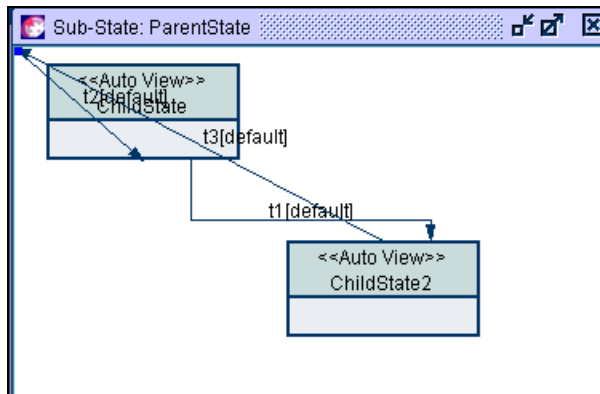 Sub-State: ParentState
<<Auto View>>
t2[default]
ChildState
t3[default]
t1[default]
<<Auto View>>
ChildState2